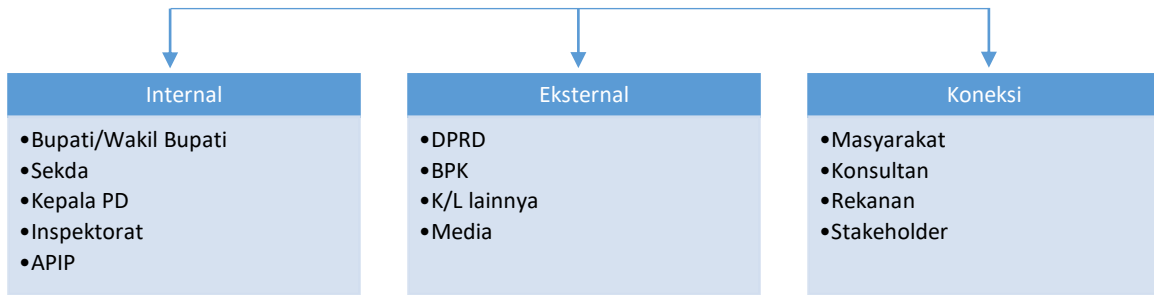 Internal
•Bupati/Wakil Bupati
•Sekda
•Kepala PD
•Inspektorat
•APIP
Eksternal
•DPRD
•BPK
•K/L lainnya
•Media
Koneksi
•Masyarakat
•Konsultan
•Rekanan
•Stakeholder